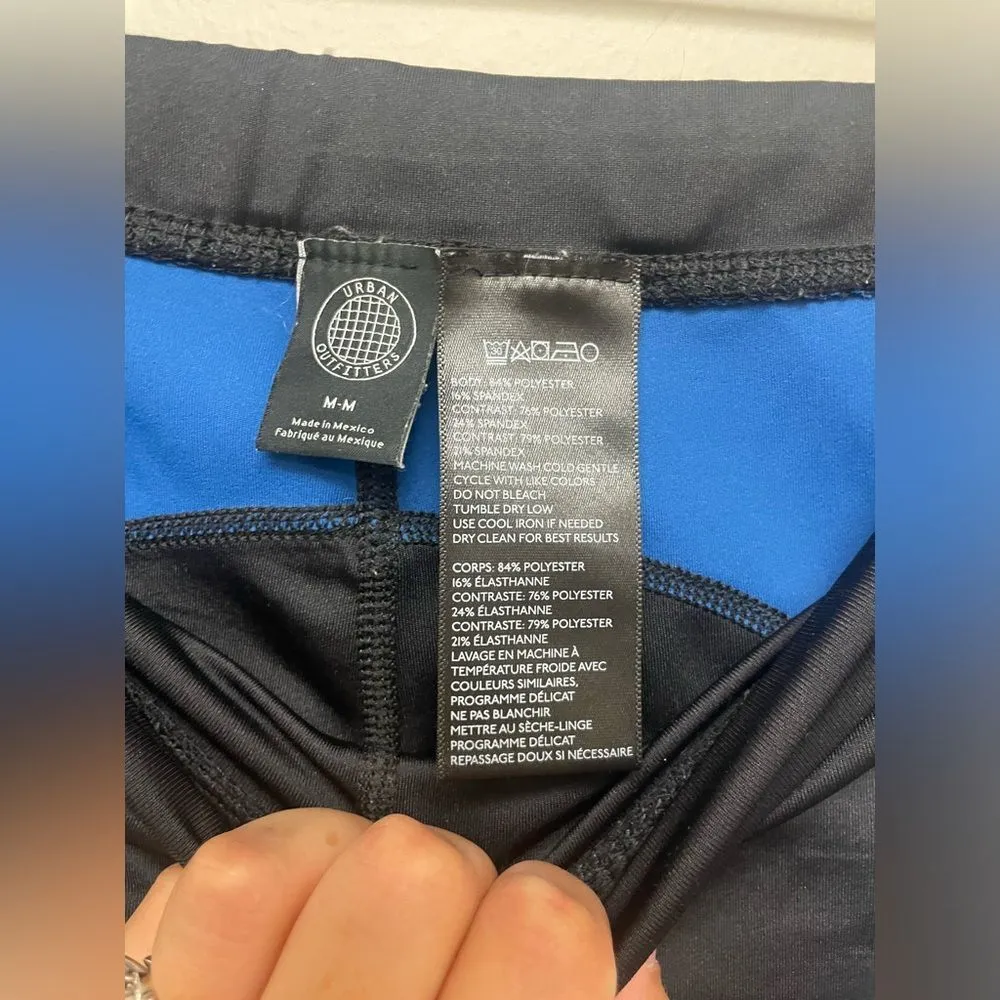 URBAN
OUTFITTERS
M-M
Made in Mexico
Fabriqué au Mexique
30
BODY: 84% POLYESTER
16% SPANDEX
CONTRAST: 76% POLYESTER
24% SPANDEX
CONTRAST: 79% POLYESTER
21% SPANDEX
MACHINE WASH COLD GENTLE
CYCLE WITH LIKE COLORS
DO NOT BLEACH
TUMBLE DRY LOW
USE COOL IRON IF NEEDED
DRY CLEAN FOR BEST RESULTS
CORPS: 84% POLYESTER
16% ÉLASTHANNE
CONTRASTE: 76% POLYESTER
24% ÉLASTHANNE
CONTRASTE: 79% POLYESTER
21% ÉLASTHANNE
LAVAGE EN MACHINE À
TEMPÉRATURE FROIDE AVEC
COULEURS SIMILAIRES,
PROGRAMME DÉLICAT
NE PAS BLANCHIR
METTRE AU SÈCHE-LINGE
PROGRAMME DÉLICAT
REPASSAGE DOUX SI NÉCESSAIRE